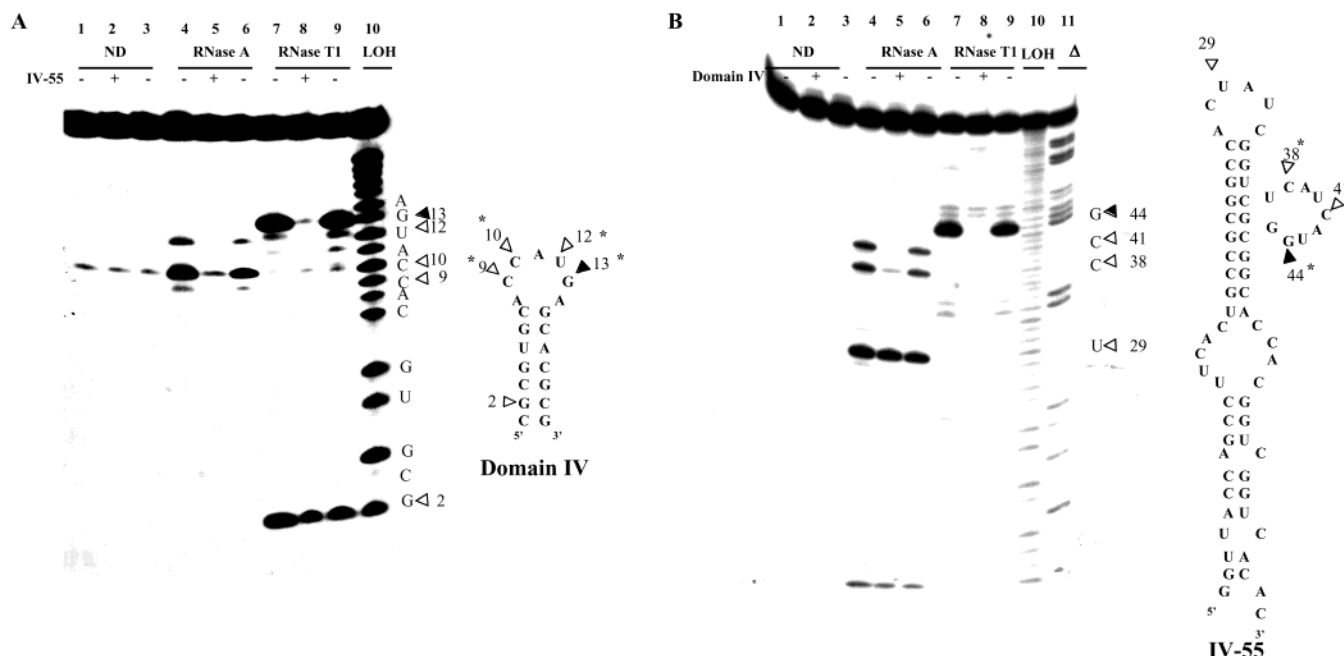 A
1 2 3 4 5 6 7 8 9 10
ND RNase A RNase T1 LOH
IV-55 - + - - + - - + -
A
G 13
U 12
A
C 10
C 9
A
C
G
U
G
C
G 2
* 10 C A U 12 *
* 9 C G 13 *
A A
C G
G C
U A
G C
C G
2 G C
C G
5' 3'
Domain IV
B
1 2 3 4 5 6 7 8 9 10 11
*
ND RNase A RNase T1 LOH Δ
Domain IV - + - - + - - + -
G 44
C 41
C 38
U 29
29
U A
C U
A C
38 *
U C A U 4
G C
G U A
44 *
5'
3'
IV-55